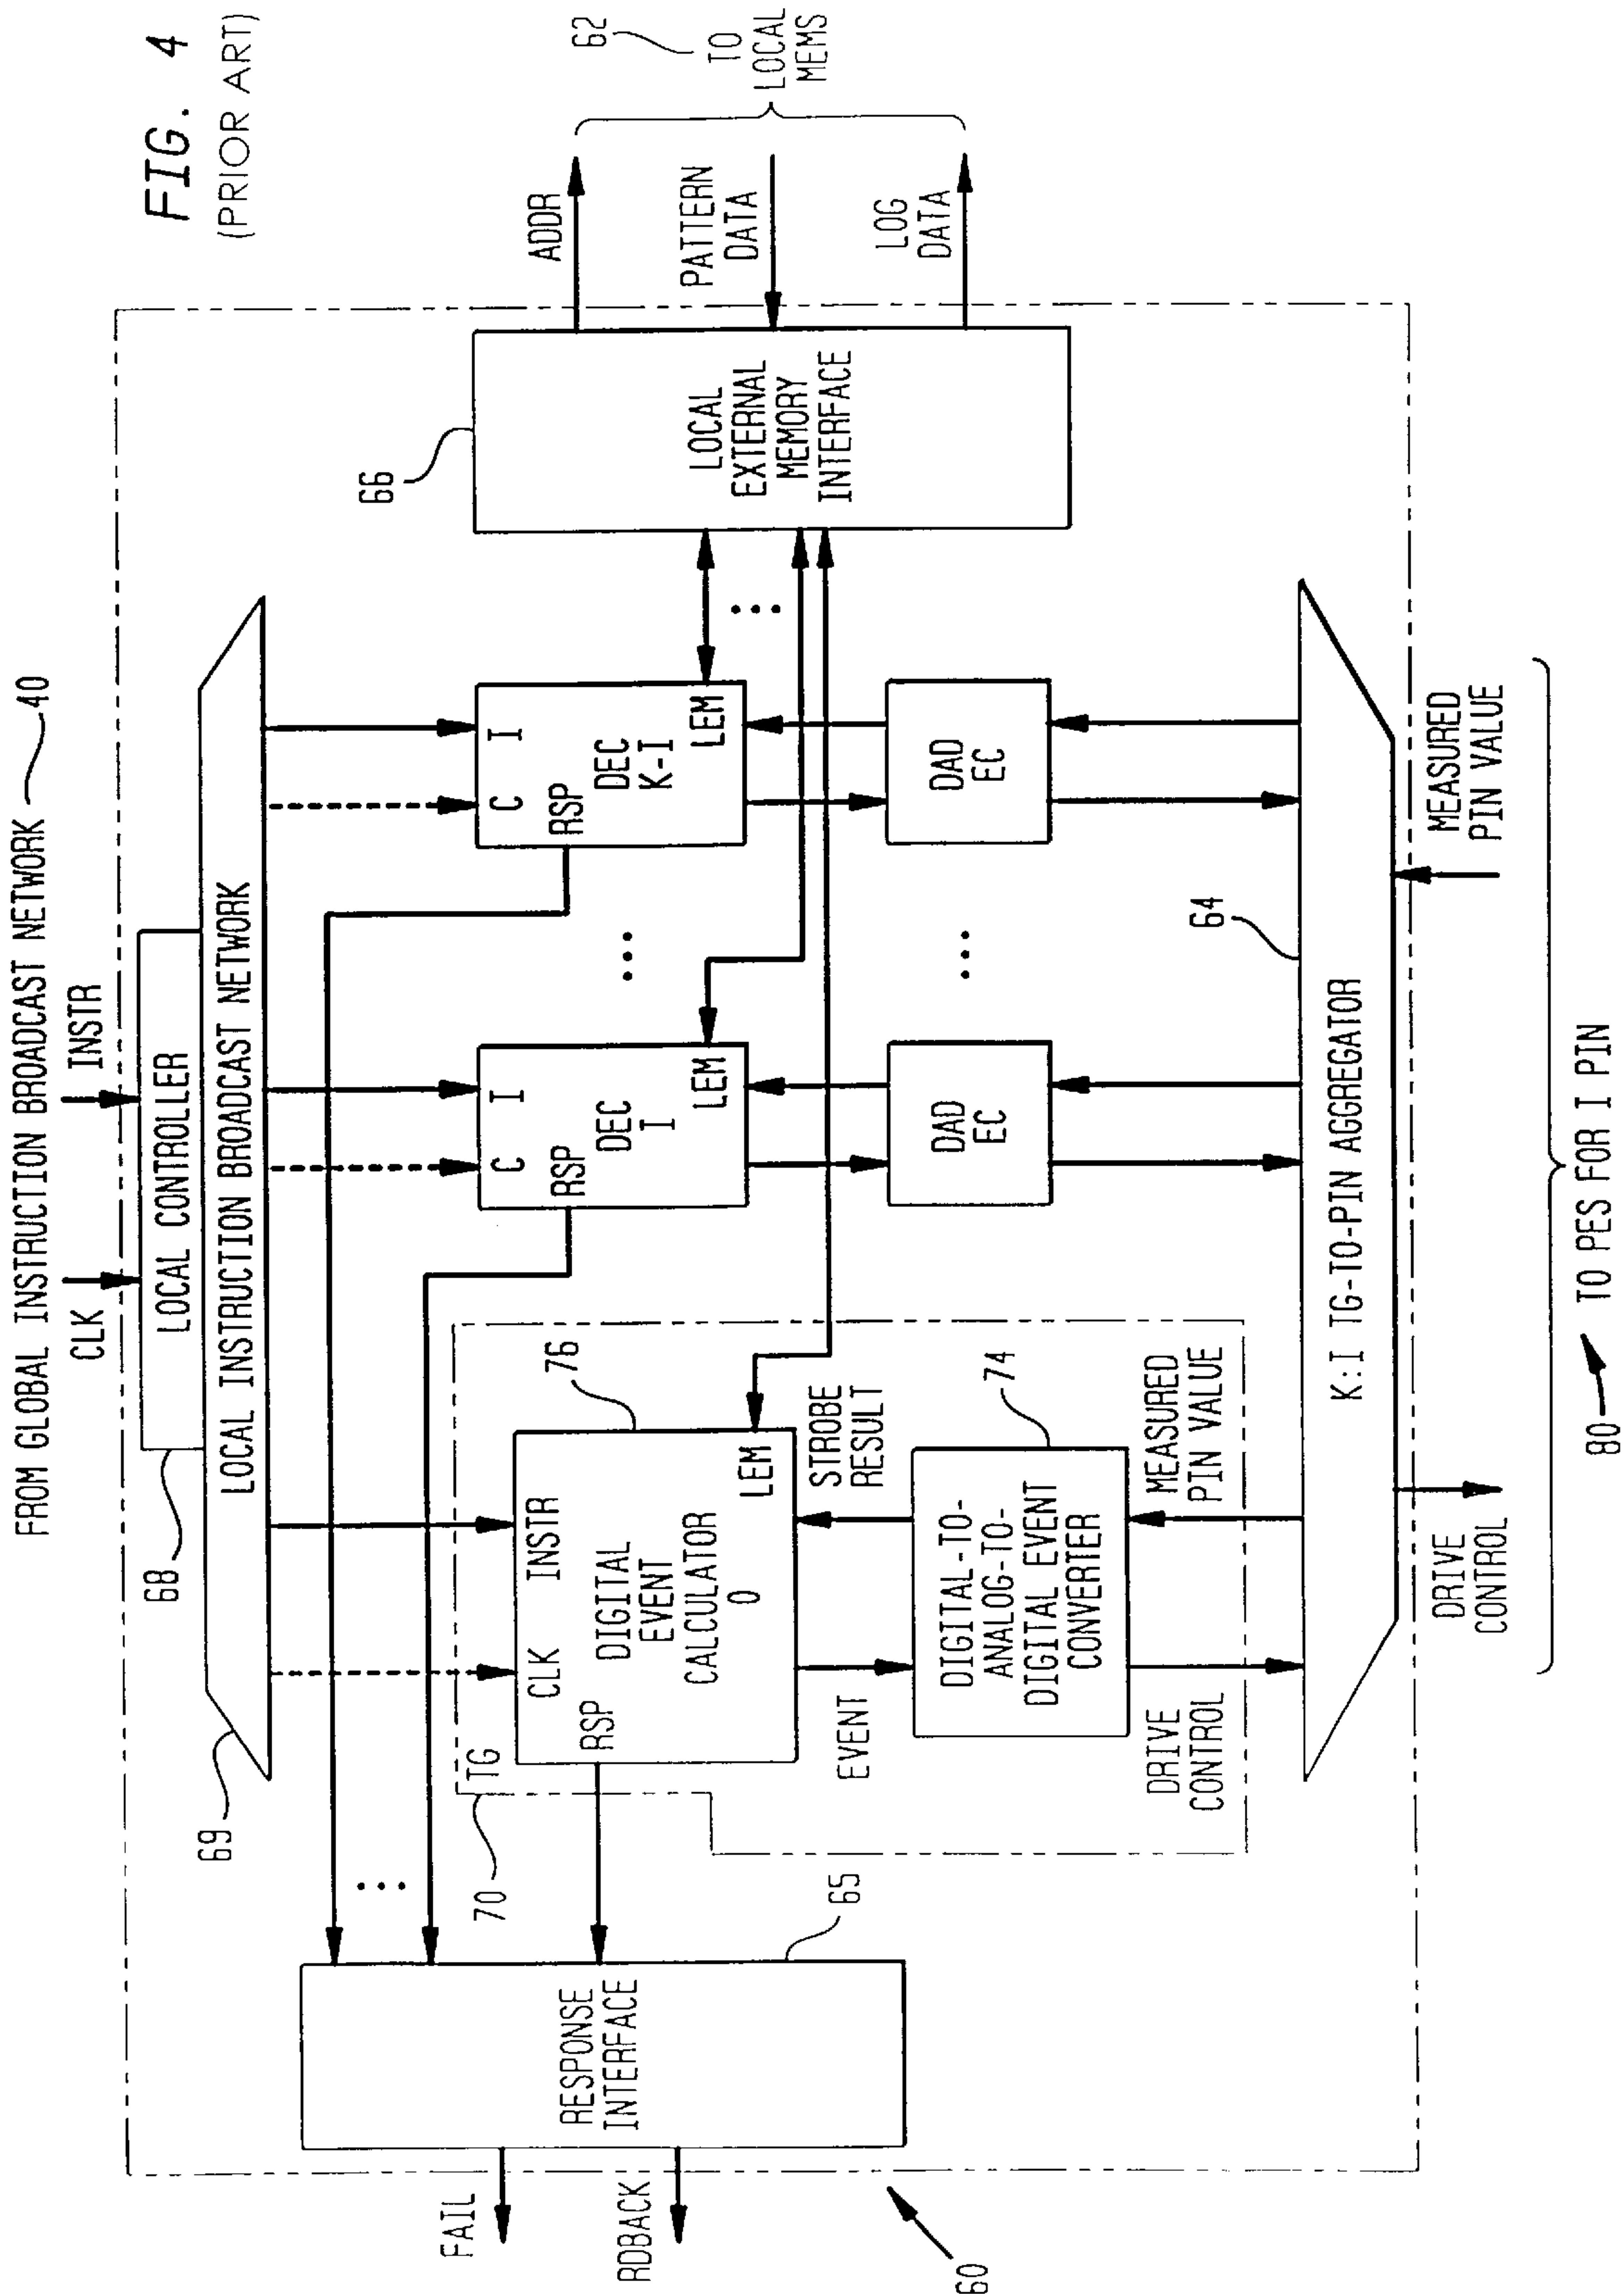 FIG. 4
(PRIOR ART)
FROM GLOBAL INSTRUCTION BROADCAST NETWORK 40
CLK
INSTR
68
LOCAL CONTROLLER
69
LOCAL INSTRUCTION BROADCAST NETWORK
FAIL
RDBACK
60
RESPONSE
INTERFACE
65
70
TG
76
CLK
INSTR
RSP
DIGITAL
EVENT
CALCULATOR
0
LEM
EVENT
STROBE
RESULT
DIGITAL-TO-
ANALOG-TO-
DIGITAL EVENT
CONVERTER
74
DRIVE
CONTROL
MEASURED
PIN VALUE
C
I
RSP
DEC
I
LEM
DAD
EC
C
I
RSP
DEC
K-I
LEM
DAD
EC
66
LOCAL
EXTERNAL
MEMORY
INTERFACE
ADDR
PATTERN
DATA
LOG
DATA
62
TO
LOCAL
MEMS
64
K:I TG-TO-PIN AGGREGATOR
DRIVE
CONTROL
MEASURED
PIN VALUE
80 TO PES FOR I PIN